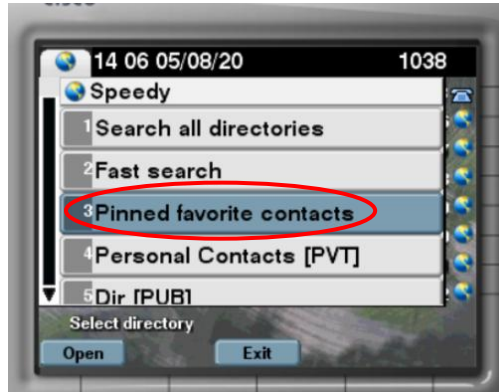 14 06 05/08/20 1038
Speedy
1 Search all directories
2 Fast search
3 Pinned favorite contacts
4 Personal Contacts [PVT]
5 Dir [PUB]
Select directory
Open Exit